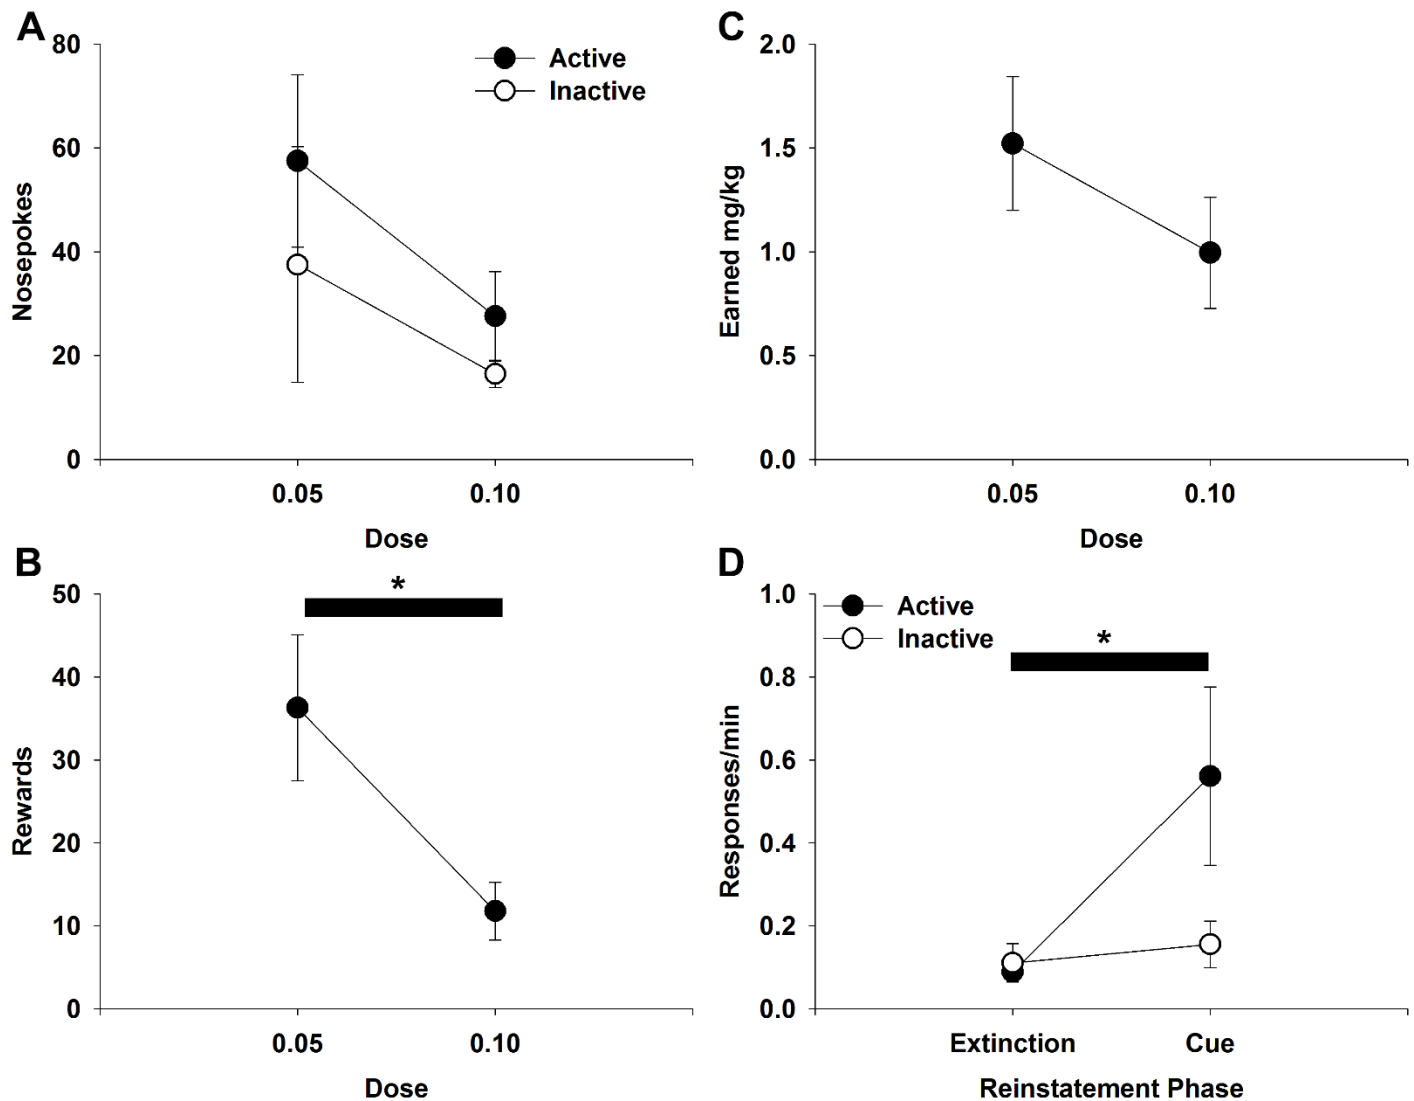 A
80
60
40
20
0
Nosepokes
Active
Inactive
0.05 0.10
Dose
C
2.0
1.5
1.0
0.5
0.0
Earned mg/kg
0.05 0.10
Dose
B
50
40
30
20
10
0
Rewards
*
0.05 0.10
Dose
D
1.0
0.8
0.6
0.4
0.2
0.0
Responses/min
Active
Inactive
*
Extinction Cue
Reinstatement Phase